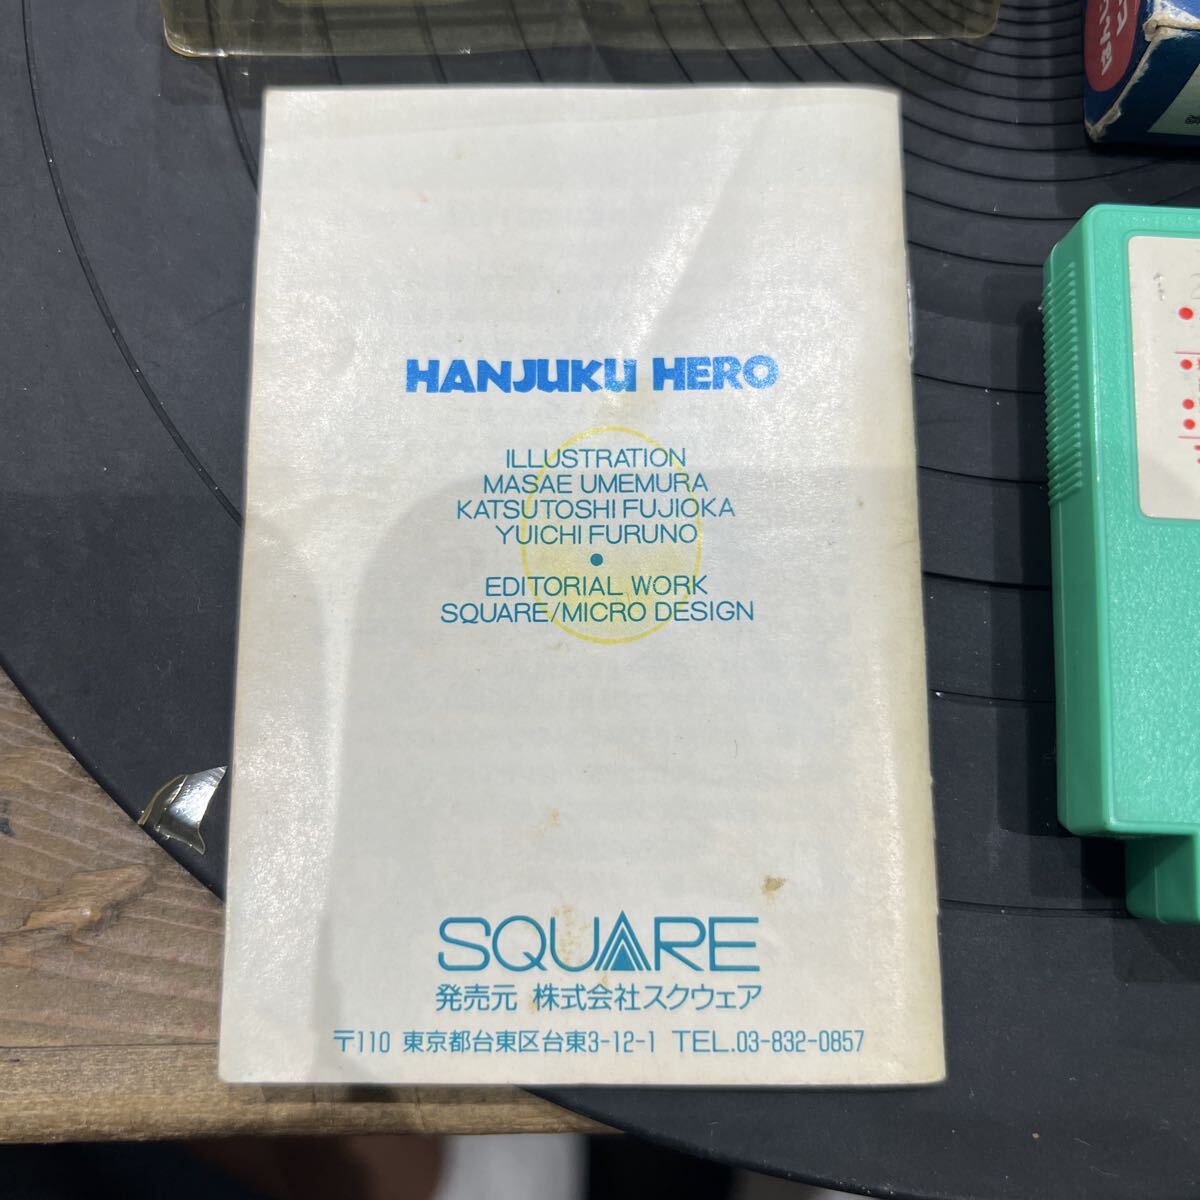 HANJUKU HERO
ILLUSTRATION
MASAE UMEMURA
KATSUTOSHI FUJIOKA
YUICHI FURUNO
•
EDITORIAL WORK
SQUARE/MICRO DESIGN
SQUARE
発売元 株式会社スクウェア
〒110 東京都台東区台東3-12-1 TEL.03-832-0857